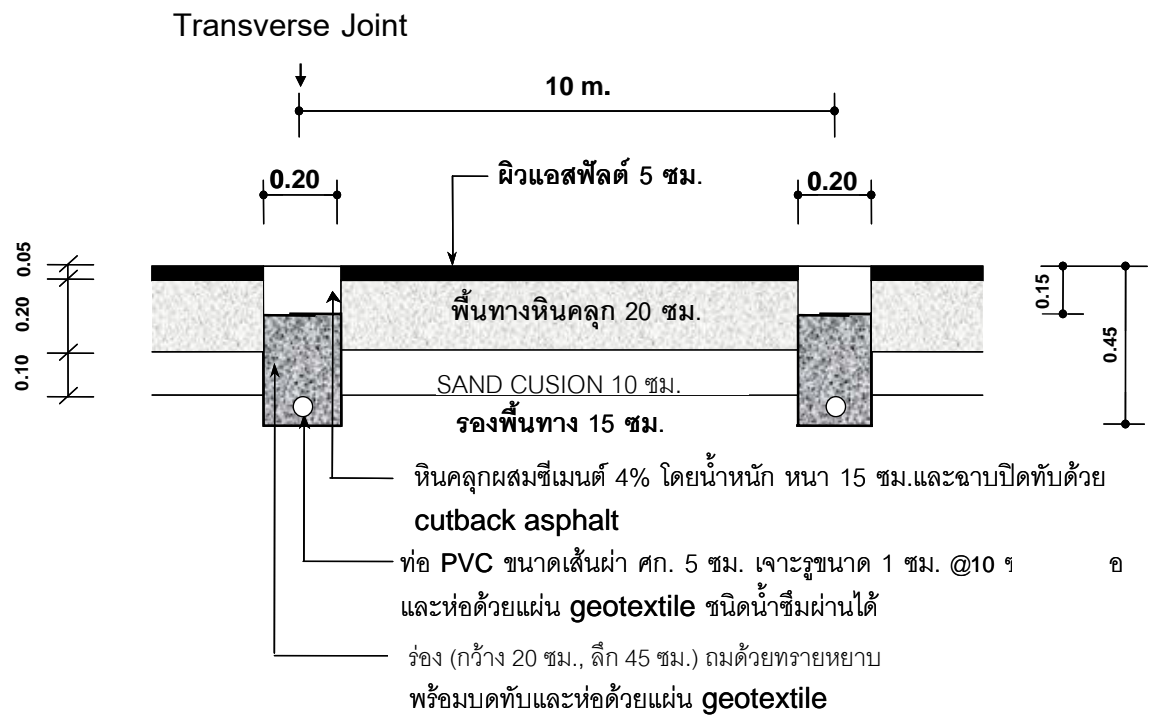 Transverse Joint
10 m.
ผิวแอสฟัลต์ 5 ซม.
0.20
0.20
0.05
0.20
0.10
0.15
0.45
พื้นทางหินคลุก 20 ซม.
SAND CUSION 10 ซม.
รองพื้นทาง 15 ซม.
หินคลุกผสมซีเมนต์ 4% โดยน้ำหนัก หนา 15 ซม.และฉาบปิดทับด้วย
cutback asphalt
ท่อ PVC ขนาดเส้นผ่า ศก. 5 ซม. เจาะรูขนาด 1 ซม. @10
และห่อด้วยแผ่น geotextile ชนิดน้ำซึมผ่านได้
ร่อง (กว้าง 20 ซม., ลึก 45 ซม.) ถมด้วยทรายหยาบ
พร้อมบดทับและห่อด้วยแผ่น geotextile